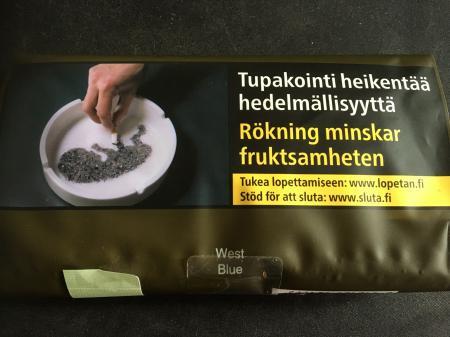 Tupakointi heikentää
hedelmällisyyttä
Rökning minskar
fruktsamheten
Tukea lopettamiseen: www.lopetan.fi
Stöd för att sluta: www.sluta.fi
West
Blue